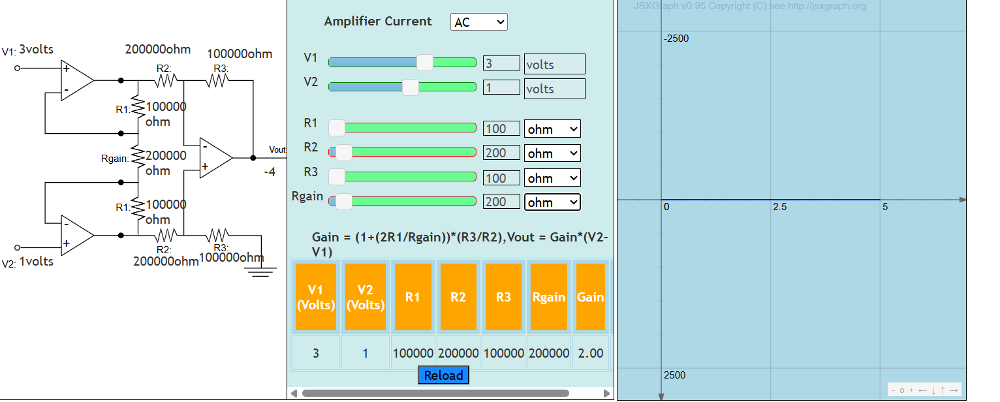 V1: 3volts
200000ohm
100000ohm
R2:
R3:
+
-
R1:
100000
ohm
Rgain:
200000
ohm
-
+
Vout
-4
R1:
100000
ohm
-
+
R2:
R3:
200000ohm
100000ohm
V2: 1volts
Amplifier Current AC
V1 3 volts
V2 1 volts
R1 100 ohm
R2 200 ohm
R3 100 ohm
Rgain 200 ohm
Gain = (1+(2R1/Rgain))*(R3/R2),Vout = Gain*(V2-
V1)
V1 (Volts) V2 (Volts) R1 R2 R3 Rgain Gain
3 1 100000 200000 100000 200000 2.00
Reload
JSXGraph v0.95 Copyright (C) see http://jsxgraph.org
-2500
0 2.5 5
2500
- o + ← ↓ ↑ →